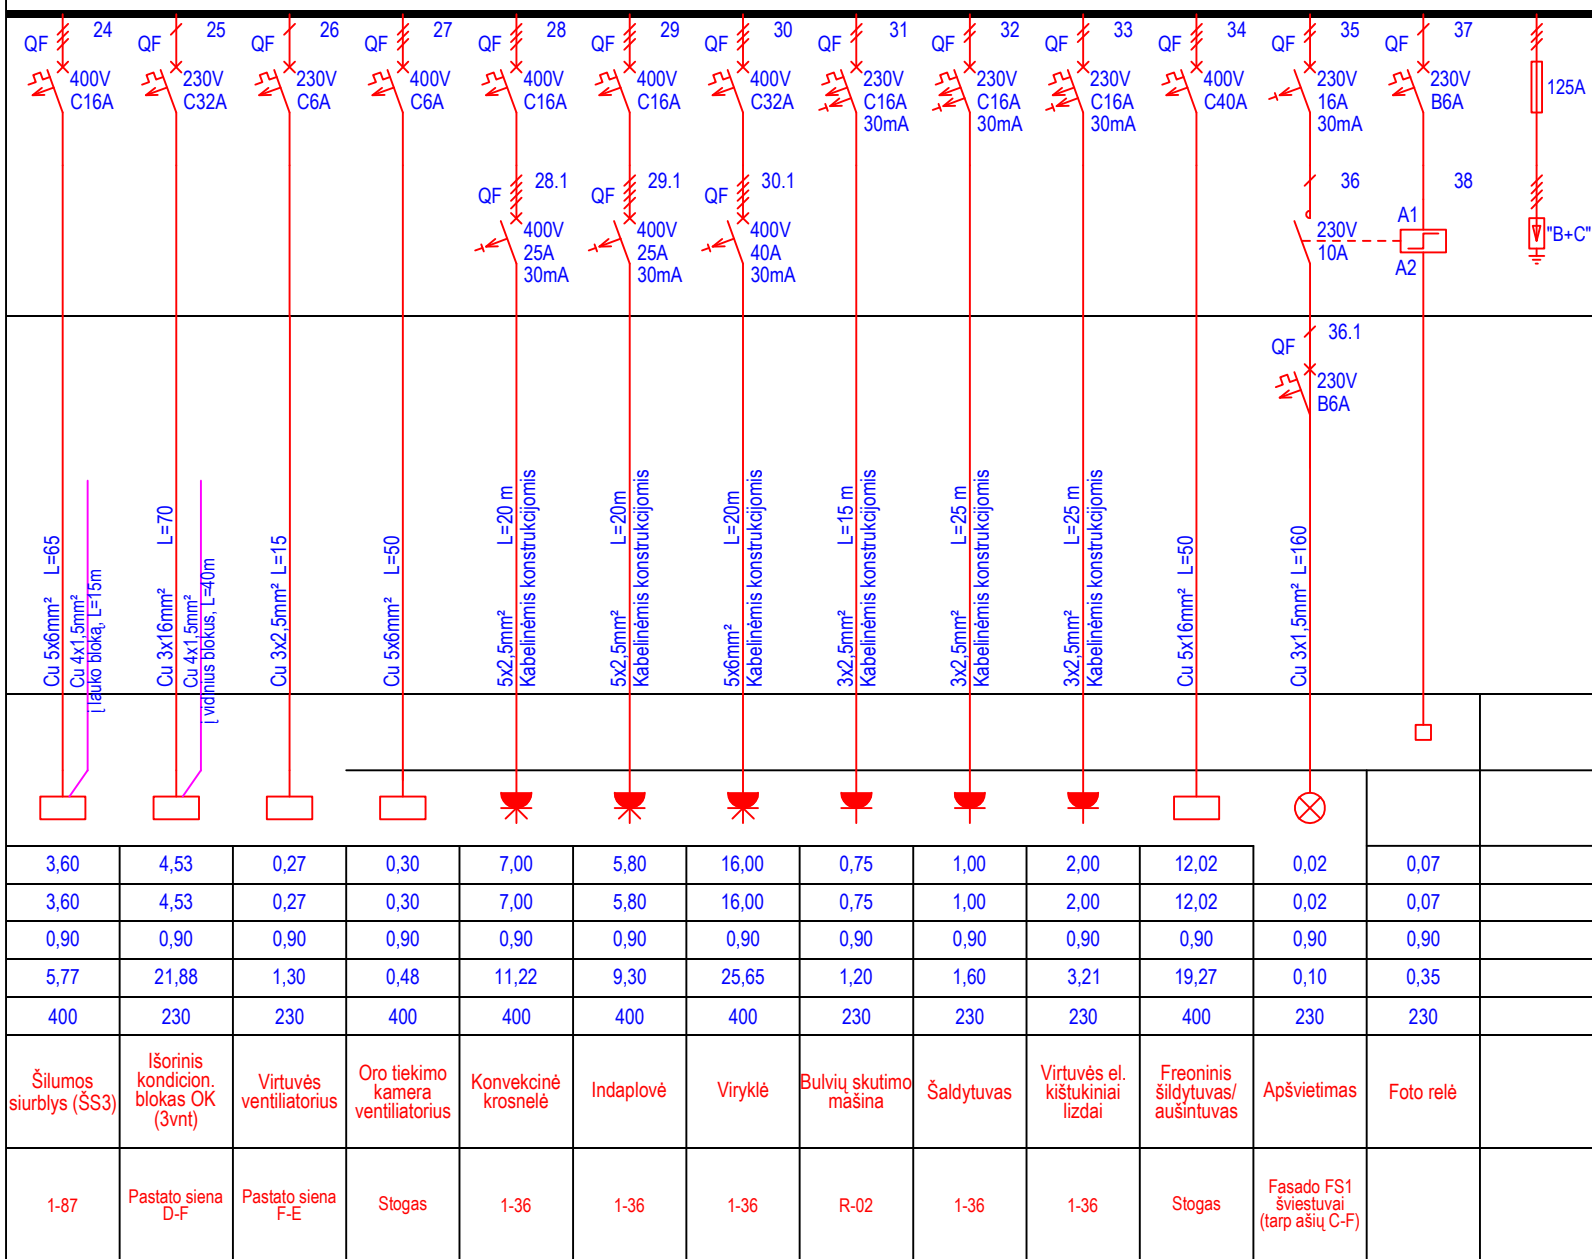 24 25 26 27 28 29 30 31 32 33 34 35 37
QF QF QF QF QF QF QF QF QF QF QF QF QF
400V 230V 230V 400V 400V 400V 400V 230V 230V 230V 400V 230V 230V
C16A C32A C6A C6A C16A C16A C32A C16A C16A C16A C40A 16A B6A 125A
30mA 30mA 30mA 30mA
28.1 29.1 30.1 36 38
QF QF QF
A1
400V 400V 400V 230V "B+C"
25A 25A 40A 10A
30mA 30mA 30mA A2
36.1
QF
230V
B6A
Cu 5x6mm² L=65
Cu 4x1,5mm²
Į lauko bloką, L=15m
Cu 3x16mm² L=70
Cu 4x1,5mm²
Į vidinius blokus, L=40m
Cu 3x2,5mm² L=15
Cu 5x6mm² L=50
5x2,5mm² L=20 m
Kabelinėmis konstrukcijomis
5x2,5mm² L=20m
Kabelinėmis konstrukcijomis
5x6mm² L=20m
Kabelinėmis konstrukcijomis
3x2,5mm² L=15 m
Kabelinėmis konstrukcijomis
3x2,5mm² L=25 m
Kabelinėmis konstrukcijomis
3x2,5mm² L=25 m
Kabelinėmis konstrukcijomis
Cu 5x16mm² L=50
Cu 3x1,5mm² L=160
3,60 4,53 0,27 0,30 7,00 5,80 16,00 0,75 1,00 2,00 12,02 0,02 0,07
3,60 4,53 0,27 0,30 7,00 5,80 16,00 0,75 1,00 2,00 12,02 0,02 0,07
0,90 0,90 0,90 0,90 0,90 0,90 0,90 0,90 0,90 0,90 0,90 0,90 0,90
5,77 21,88 1,30 0,48 11,22 9,30 25,65 1,20 1,60 3,21 19,27 0,10 0,35
400 230 230 400 400 400 400 230 230 230 400 230 230
Šilumos
siurblys (ŠS3)
Išorinis
kondicion.
blokas OK
(3vnt)
Virtuvės
ventiliatorius
Oro tiekimo
kamera
ventiliatorius
Konvekcinė
krosnelė
Indaplovė
Viryklė
Bulvių skutimo
mašina
Šaldytuvas
Virtuvės el.
kištukiniai
lizdai
Freoninis
šildytuvas/
aušintuvas
Apšvietimas
Foto relė
1-87
Pastato siena
D-F
Pastato siena
F-E
Stogas
1-36
1-36
1-36
R-02
1-36
1-36
Stogas
Fasado FS1
šviestuvai
(tarp ašių C-F)